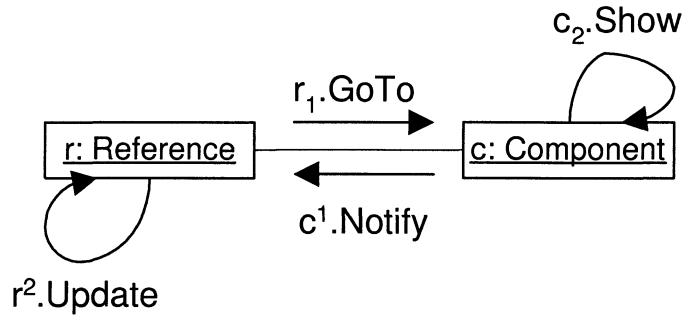 c₂.Show
r₁.GoTo
r: Reference
c: Component
c¹.Notify
r².Update